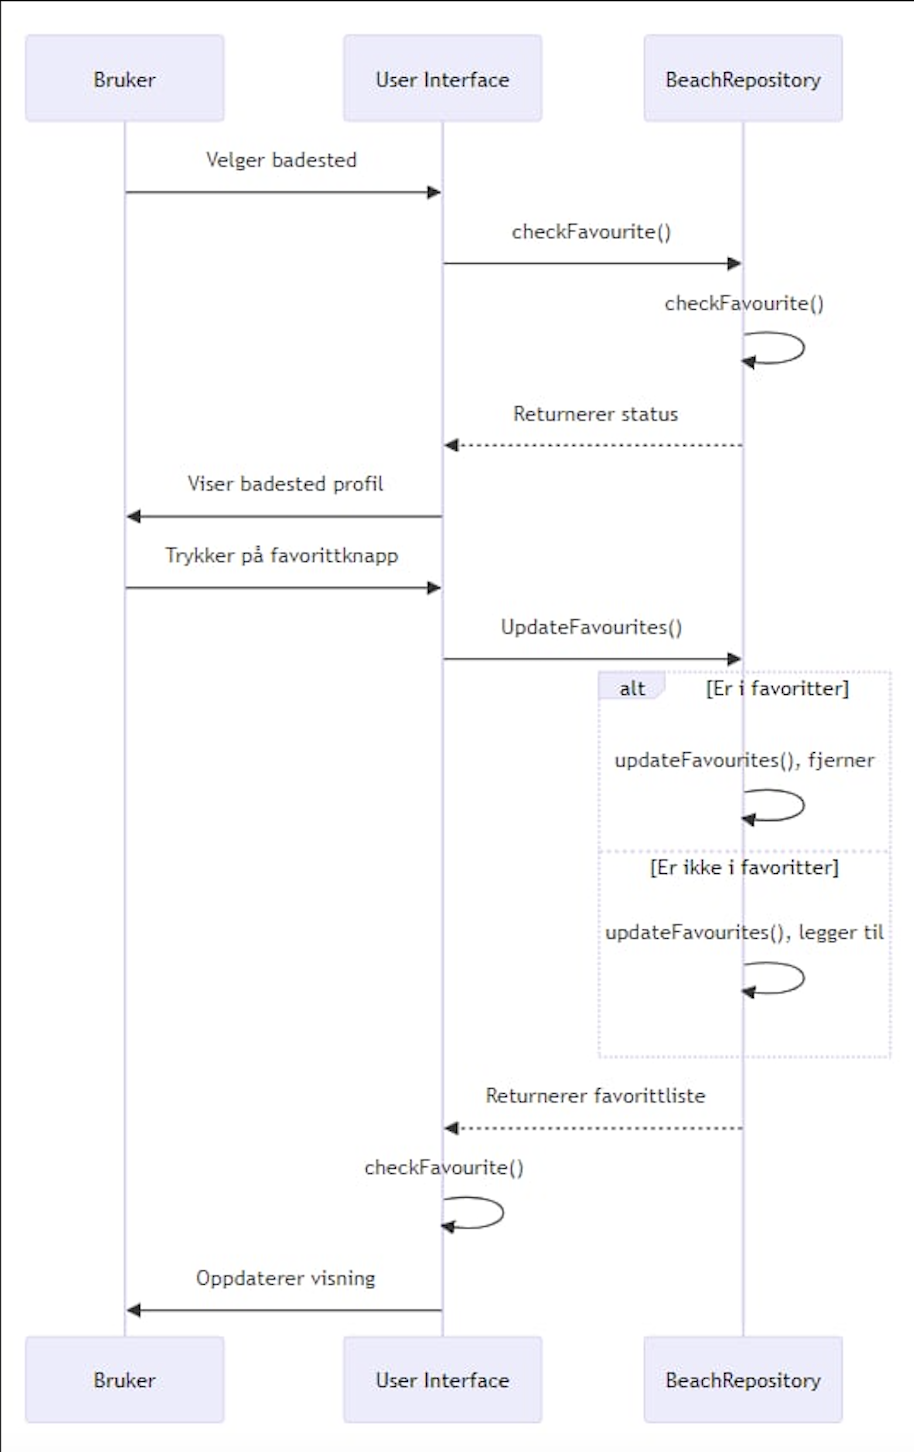 Bruker
User Interface
BeachRepository
Velger badested
checkFavourite()
checkFavourite()
Returnerer status
Viser badested profil
Trykker på favorittknapp
UpdateFavourites()
alt
[Er i favoritter]
updateFavourites(), fjerner
[Er ikke i favoritter]
updateFavourites(), legger til
Returnerer favorittliste
checkFavourite()
Oppdaterer visning
Bruker
User Interface
BeachRepository